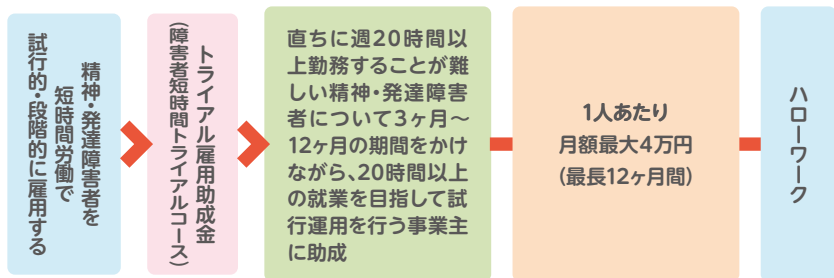 精神・発達障害者を
短時間労働で
試行的・段階的に雇用する
トライアル雇用助成金
(障害者短時間トライアルコース)
直ちに週20時間以
上勤務することが難
しい精神・発達障害
者について3ヶ月~
12ヶ月の期間をかけ
ながら、20時間以上
の就業を目指して試
行運用を行う事業主
に助成
1人あたり
月額最大4万円
(最長12ヶ月間)
ハローワーク